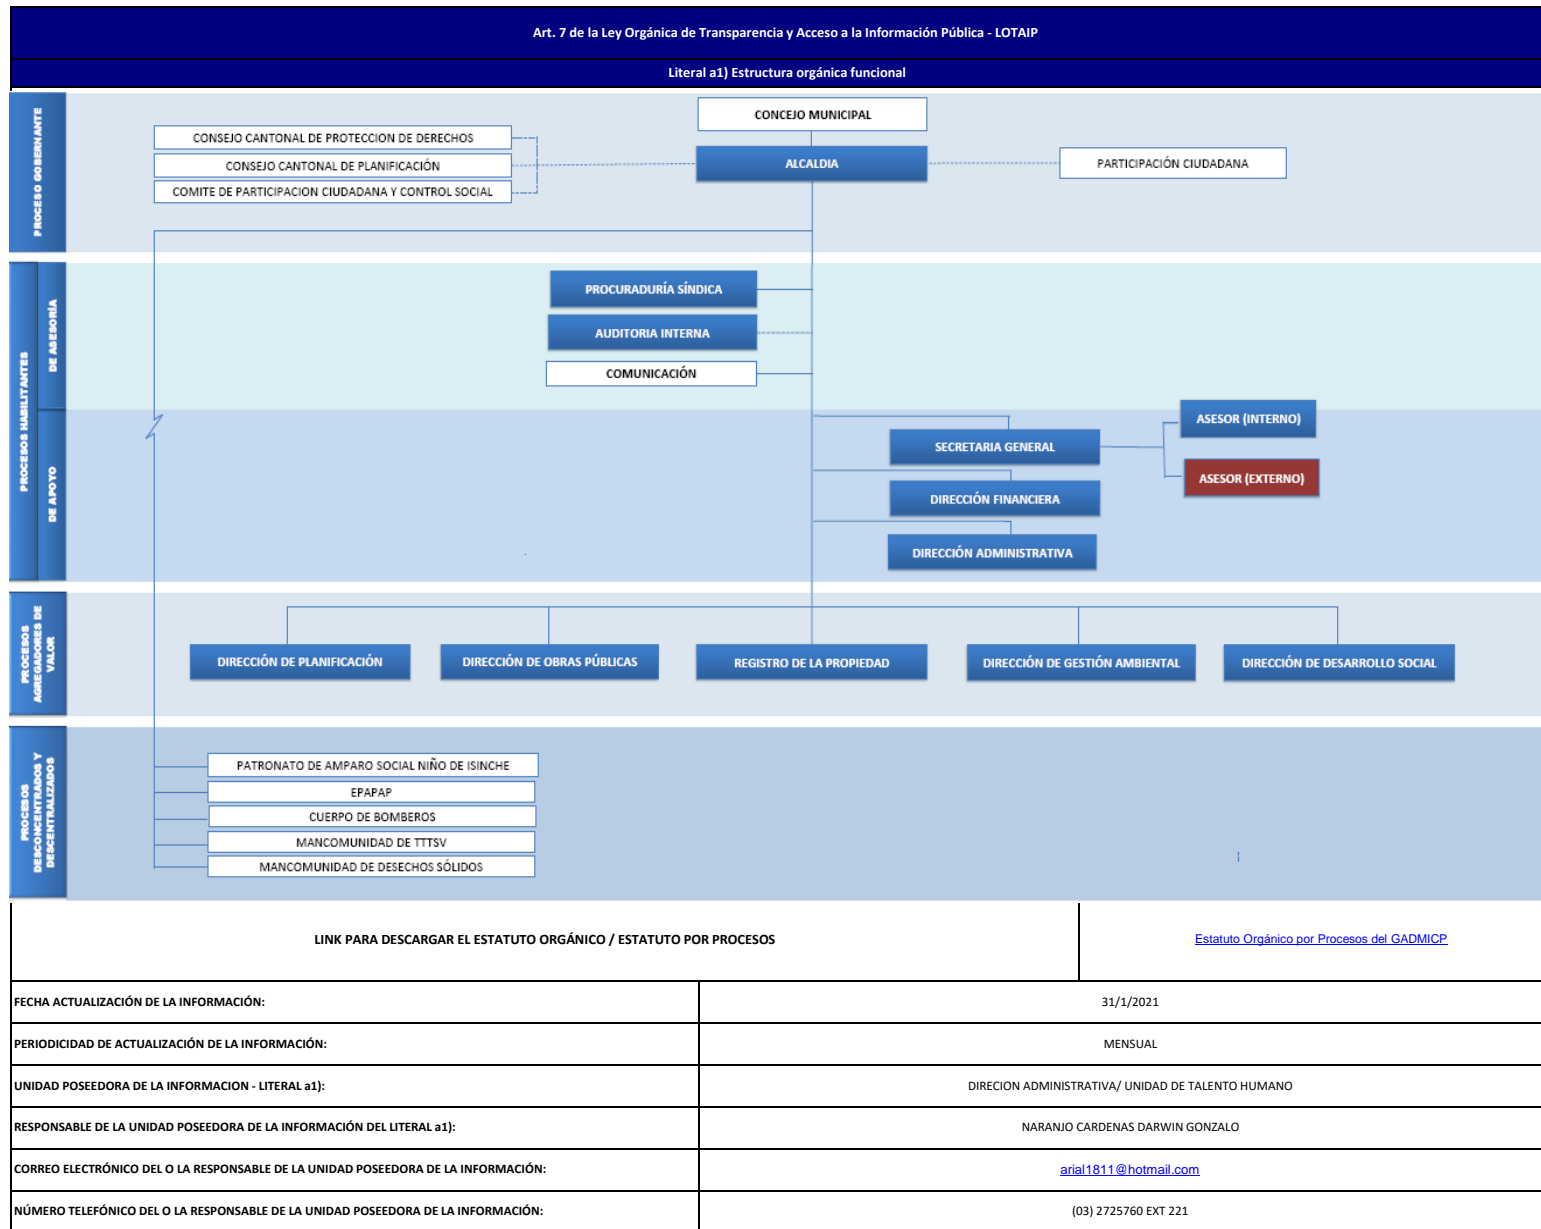 Art. 7 de la Ley Orgánica de Transparencia y Acceso a la Información Pública - LOTAIP
Literal a1) Estructura orgánica funcional
PROCESO GOBERNANTE
CONCEJO MUNICIPAL
CONSEJO CANTONAL DE PROTECCION DE DERECHOS
CONSEJO CANTONAL DE PLANIFICACIÓN
COMITE DE PARTICIPACION CIUDADANA Y CONTROL SOCIAL
ALCALDIA
PARTICIPACIÓN CIUDADANA
PROCESOS HABILITANTES
DE ASESORÍA
PROCURADURÍA SÍNDICA
AUDITORIA INTERNA
COMUNICACIÓN
DE APOYO
SECRETARIA GENERAL
ASESOR (INTERNO)
ASESOR (EXTERNO)
DIRECCIÓN FINANCIERA
DIRECCIÓN ADMINISTRATIVA
PROCESOS
AGREGADORES DE
VALOR
DIRECCIÓN DE PLANIFICACIÓN
DIRECCIÓN DE OBRAS PÚBLICAS
REGISTRO DE LA PROPIEDAD
DIRECCIÓN DE GESTIÓN AMBIENTAL
DIRECCIÓN DE DESARROLLO SOCIAL
PROCESOS
DESCONCENTRADOS Y
DESCENTRALIZADOS
PATRONATO DE AMPARO SOCIAL NIÑO DE ISINCHE
EPAPAP
CUERPO DE BOMBEROS
MANCOMUNIDAD DE TTTSV
MANCOMUNIDAD DE DESECHOS SÓLIDOS
LINK PARA DESCARGAR EL ESTATUTO ORGÁNICO / ESTATUTO POR PROCESOS
Estatuto Orgánico por Procesos del GADMICP
FECHA ACTUALIZACIÓN DE LA INFORMACIÓN:
31/1/2021
PERIODICIDAD DE ACTUALIZACIÓN DE LA INFORMACIÓN:
MENSUAL
UNIDAD POSEEDORA DE LA INFORMACION - LITERAL a1):
DIRECION ADMINISTRATIVA/ UNIDAD DE TALENTO HUMANO
RESPONSABLE DE LA UNIDAD POSEEDORA DE LA INFORMACIÓN DEL LITERAL a1):
NARANJO CARDENAS DARWIN GONZALO
CORREO ELECTRÓNICO DEL O LA RESPONSABLE DE LA UNIDAD POSEEDORA DE LA INFORMACIÓN:
arial1811@hotmail.com
NÚMERO TELEFÓNICO DEL O LA RESPONSABLE DE LA UNIDAD POSEEDORA DE LA INFORMACIÓN:
(03) 2725760 EXT 221